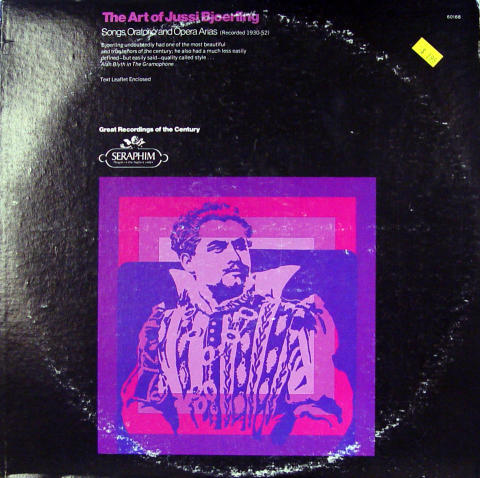 The Art of Jussi Bjoerling
60168
Songs, Oratorio and Opera Arias (Recorded 1930-52)
Bjoerling undoubtedly had one of the most beautiful
and true tenors of the century; he also had a much less easily
defined—but easily said—quality called style . . .
Alan Blyth in The Gramophone
Text Leaflet Enclosed
Great Recordings of the Century
SERAPHIM